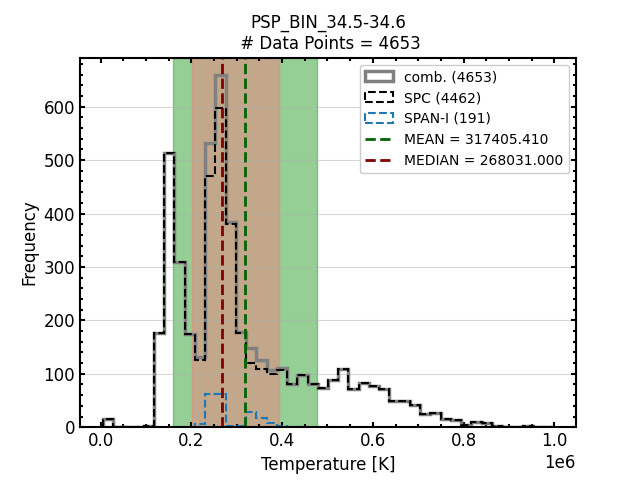 PSP_BIN_34.5-34.6
# Data Points = 4653
comb. (4653)
SPC (4462)
SPAN-I (191)
MEAN = 317405.410
MEDIAN = 268031.000
Frequency
600
500
400
300
200
100
0
0.0 0.2 0.4 0.6 0.8 1.0
1e6
Temperature [K]